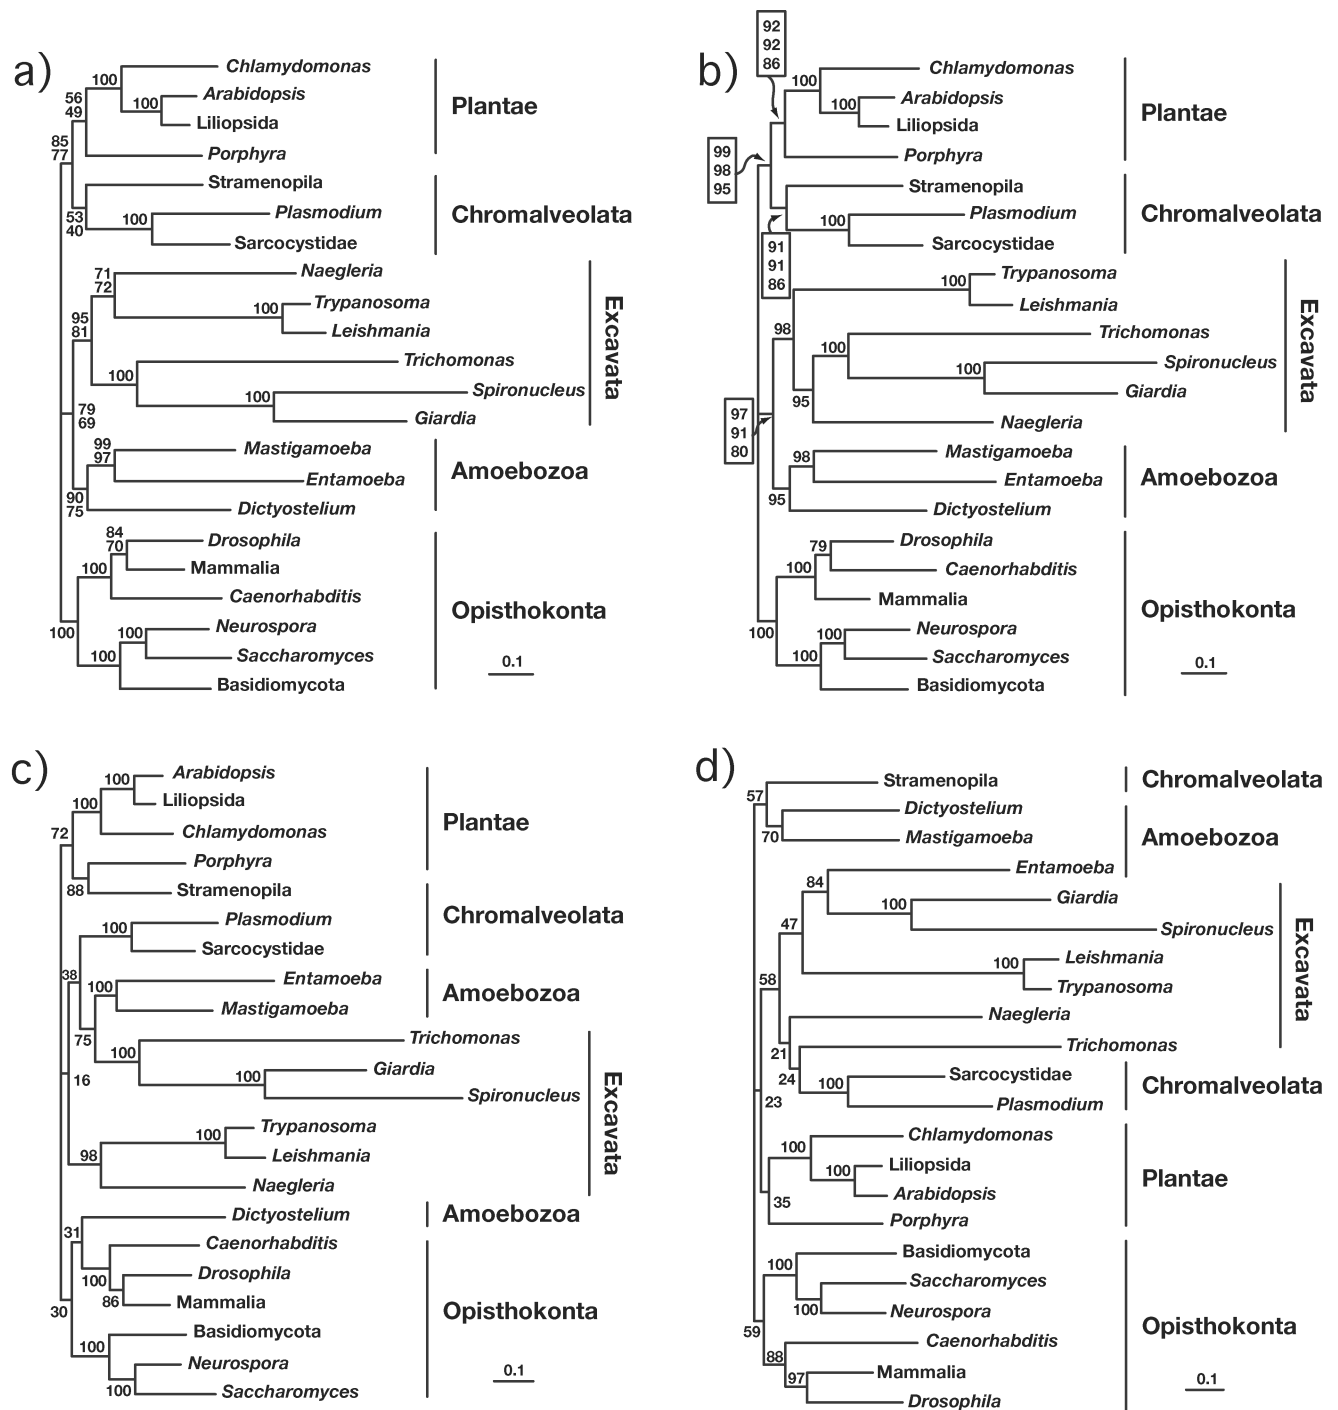 a)
100
Chlamydomonas
100
Arabidopsis
Liliopsida
56
49
Porphyra
Plantae
85
77
Stramenopila
53
40
100
Plasmodium
Sarcocystidae
Chromalveolata
71
72
Naegleria
100
Trypanosoma
Leishmania
95
81
100
Trichomonas
100
Spironucleus
Giardia
Excavata
79
69
99
97
Mastigamoeba
Entamoeba
90
75
Dictyostelium
Amoebozoa
84
70
Drosophila
Mammalia
100
Caenorhabditis
100
100
Neurospora
Saccharomyces
100
Basidiomycota
Opisthokonta
0.1
b)
92
92
86
100
Chlamydomonas
100
Arabidopsis
Liliopsida
Porphyra
Plantae
99
98
95
Stramenopila
100
Plasmodium
Sarcocystidae
Chromalveolata
91
91
86
100
Trypanosoma
Leishmania
98
100
Trichomonas
100
Spironucleus
Giardia
95
Naegleria
Excavata
97
91
80
98
Mastigamoeba
Entamoeba
95
Dictyostelium
Amoebozoa
79
Drosophila
Caenorhabditis
100
Mammalia
100
100
Neurospora
Saccharomyces
100
Basidiomycota
Opisthokonta
0.1
c)
100
Arabidopsis
Liliopsida
100
Chlamydomonas
72
Porphyra
88
Stramenopila
Plantae
100
Plasmodium
Sarcocystidae
Chromalveolata
38
100
Entamoeba
Mastigamoeba
Amoebozoa
75
100
Trichomonas
100
Giardia
Spironucleus
16
100
Trypanosoma
Leishmania
98
Naegleria
Excavata
31
Dictyostelium
Amoebozoa
100
Caenorhabditis
86
Drosophila
Mammalia
30
100
Basidiomycota
100
Neurospora
Saccharomyces
Opisthokonta
0.1
d)
57
Stramenopila
Chromalveolata
70
Dictyostelium
Mastigamoeba
Amoebozoa
84
Entamoeba
100
Giardia
Spironucleus
47
100
Leishmania
Trypanosoma
58
Naegleria
21
Trichomonas
Excavata
24
100
Sarcocystidae
Plasmodium
Chromalveolata
23
100
Chlamydomonas
100
Liliopsida
Arabidopsis
35
Porphyra
Plantae
100
Basidiomycota
100
Saccharomyces
Neurospora
59
88
Caenorhabditis
97
Mammalia
Drosophila
Opisthokonta
0.1